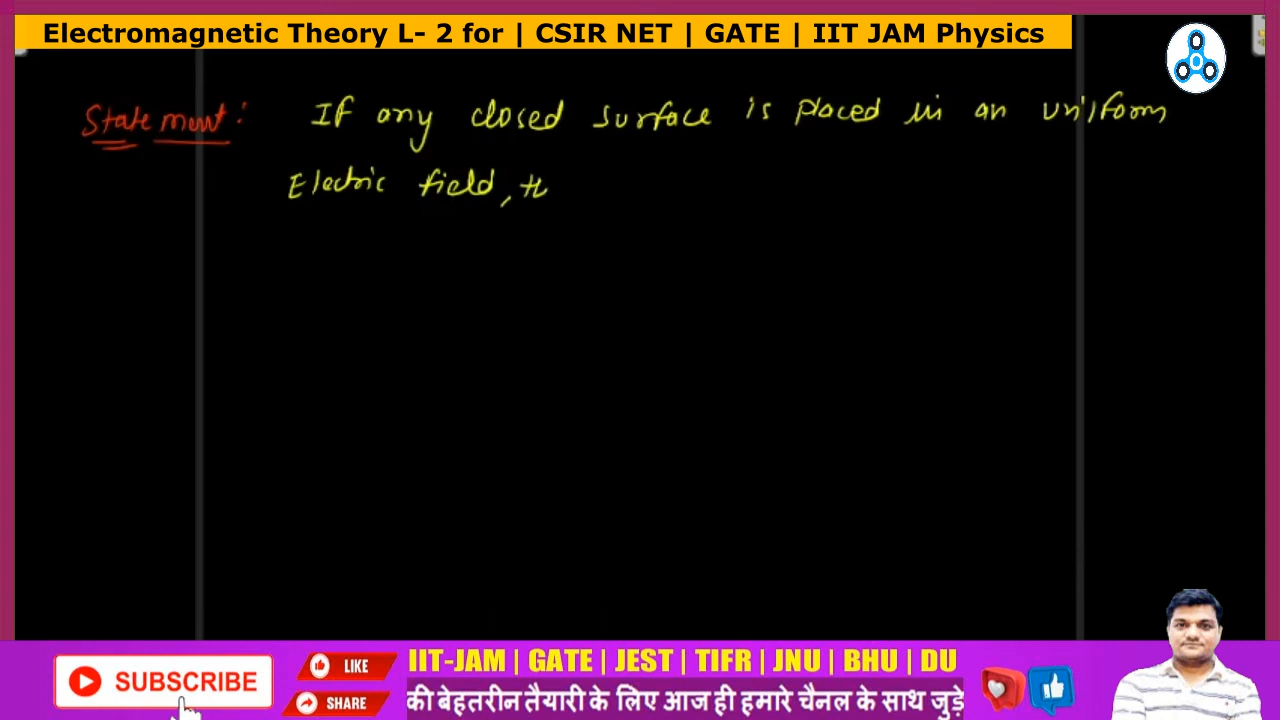 Electromagnetic Theory L- 2 for | CSIR NET | GATE | IIT JAM Physics
Statement: If any closed surface is placed in an uniform
Electric field, th
SUBSCRIBE
LIKE
SHARE
IIT-JAM | GATE | JEST | TIFR | JNU | BHU | DU
की बेहतरीन तैयारी के लिए आज ही हमारे चैनल के साथ जुड़े